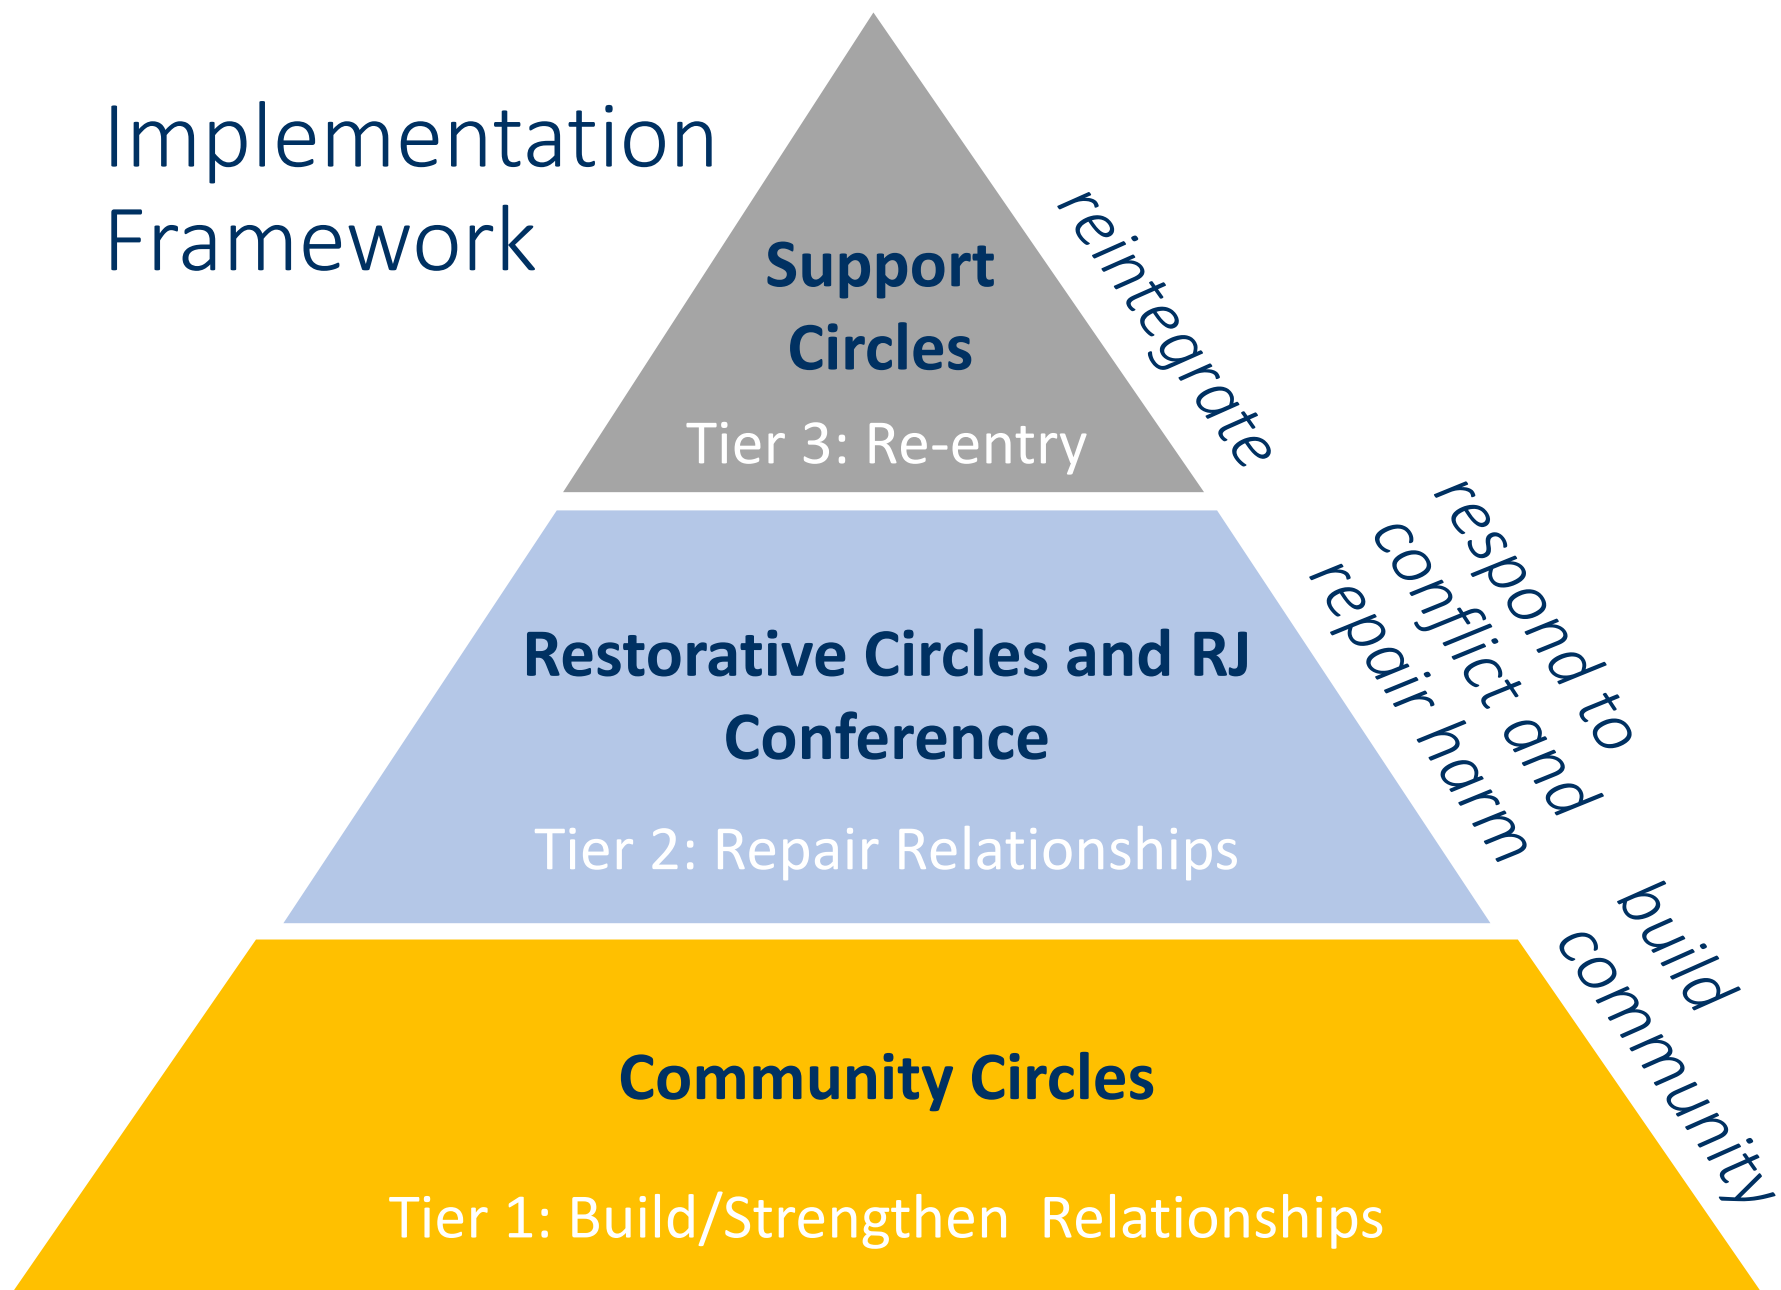 Implementation
Framework
Support
Circles
Tier 3: Re-entry
reintegrate
Restorative Circles and RJ
Conference
Tier 2: Repair Relationships
respond to
conflict and
repair harm
Community Circles
Tier 1: Build/Strengthen  Relationships
build
community